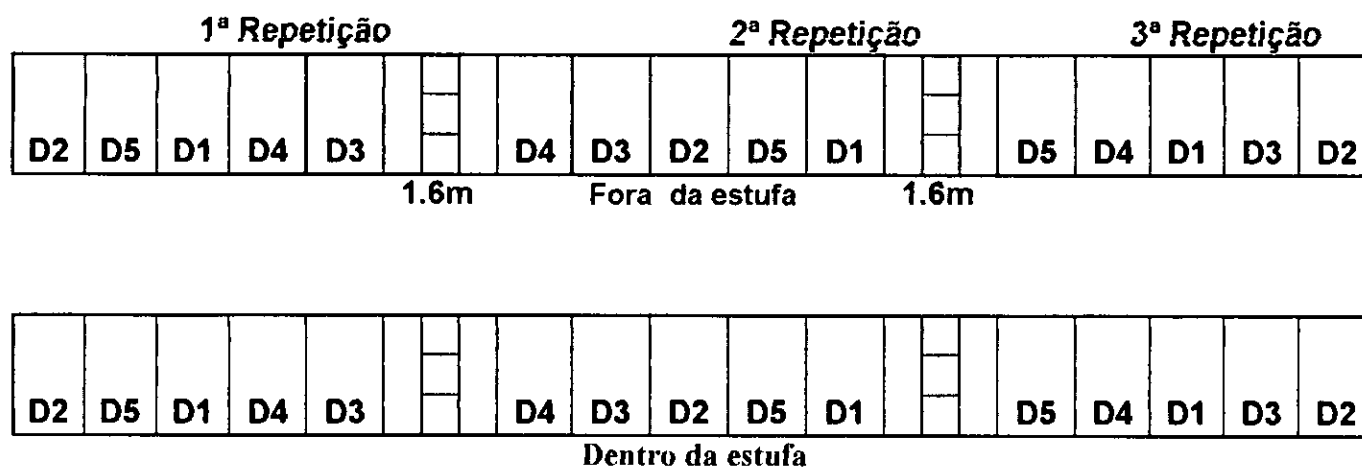 1ª Repetição 2ª Repetição 3ª Repetição
D2 D5 D1 D4 D3 D4 D3 D2 D5 D1 D5 D4 D1 D3 D2
1.6m Fora da estufa 1.6m
D2 D5 D1 D4 D3 D4 D3 D2 D5 D1 D5 D4 D1 D3 D2
Dentro da estufa